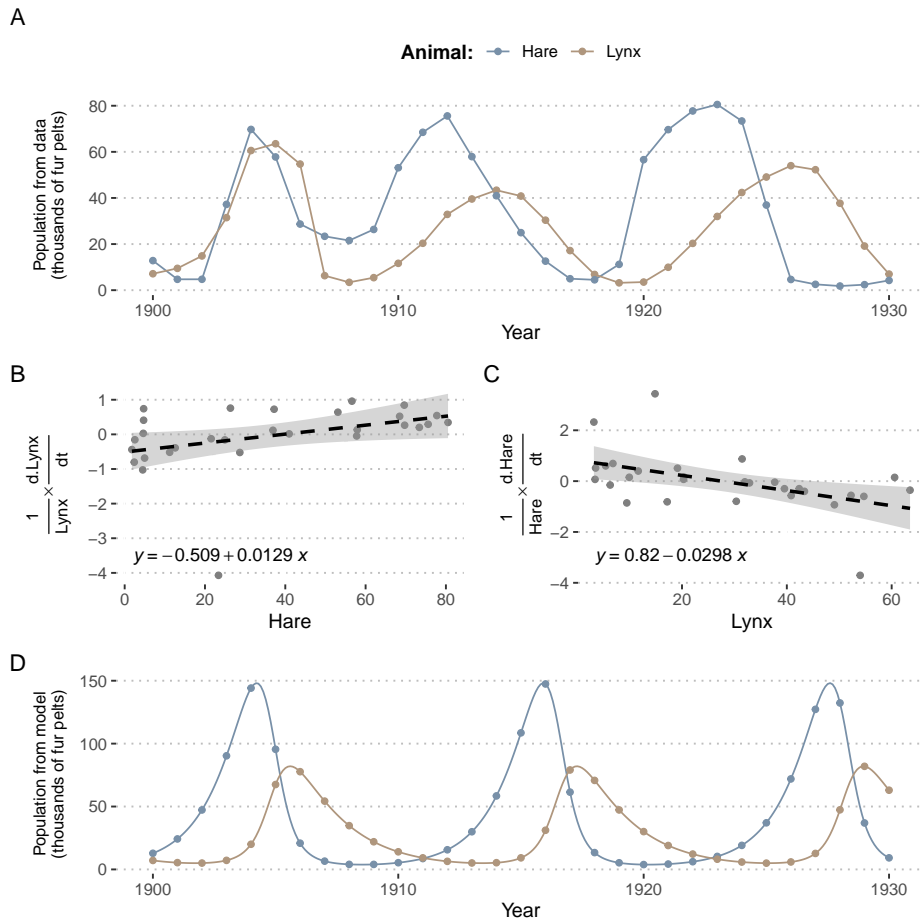 A
Animal: Hare Lynx
Population from data
(thousands of fur pelts)
80
60
40
20
0
1900 1910 1920 1930
Year
B
1/Lynx × d.Lynx/dt
1
0
−1
−2
−3
−4
y = −0.509 + 0.0129 x
0 20 40 60 80
Hare
C
1/Hare × d.Hare/dt
2
0
−2
−4
y = 0.82 − 0.0298 x
20 40 60
Lynx
D
Population from model
(thousands of fur pelts)
150
100
50
0
1900 1910 1920 1930
Year